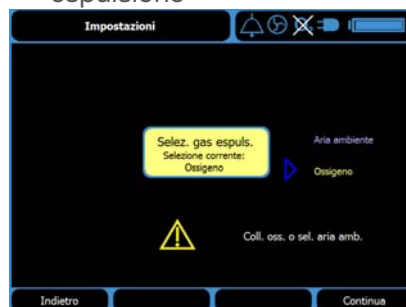 espulsione
Impostazioni
Selez. gas espuls.
Selezione corrente:
Ossigeno
Aria ambiente
Ossigeno
Coll. oss. o sel. aria amb.
Indietro
Continua